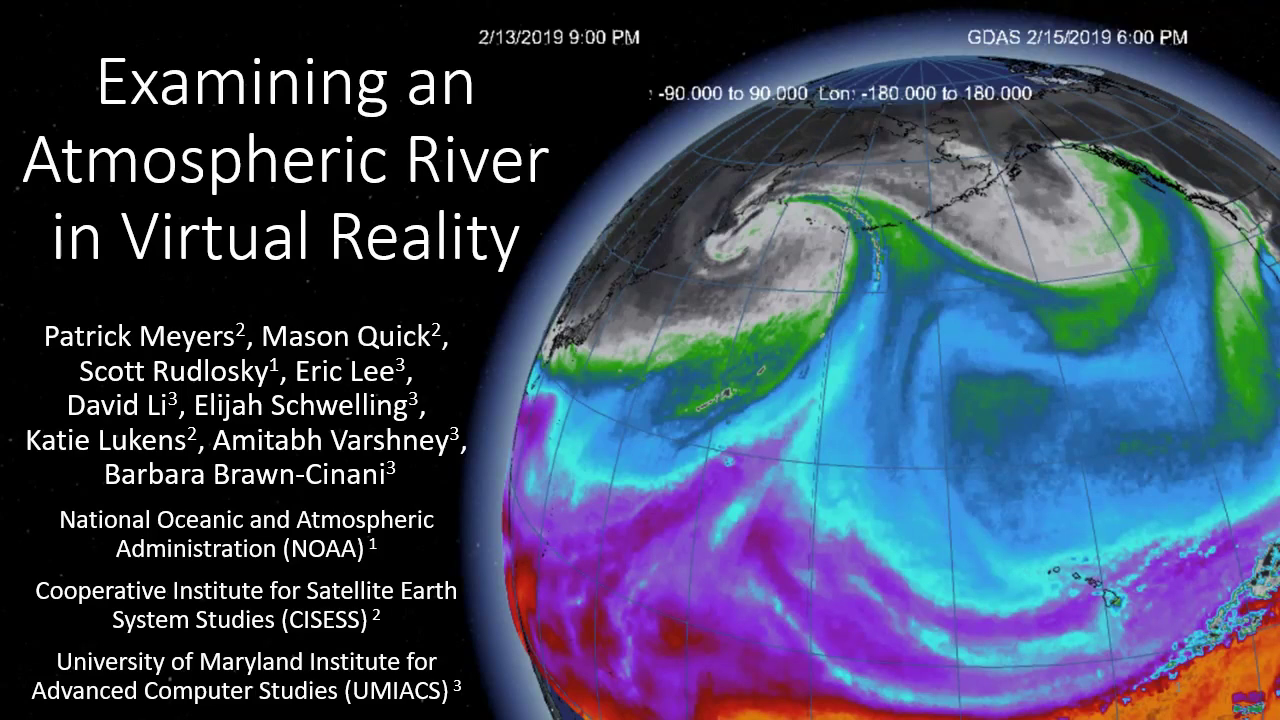 2/13/2019 9:00 PM
GDAS 2/15/2019 6:00 PM
: -90.000 to 90.000 Lon: -180.000 to 180.000
Examining an
Atmospheric River
in Virtual Reality
Patrick Meyers², Mason Quick²,
Scott Rudlosky¹, Eric Lee³,
David Li³, Elijah Schwelling³,
Katie Lukens², Amitabh Varshney³,
Barbara Brawn-Cinani³
National Oceanic and Atmospheric
Administration (NOAA) ¹
Cooperative Institute for Satellite Earth
System Studies (CISESS) ²
University of Maryland Institute for
Advanced Computer Studies (UMIACS) ³